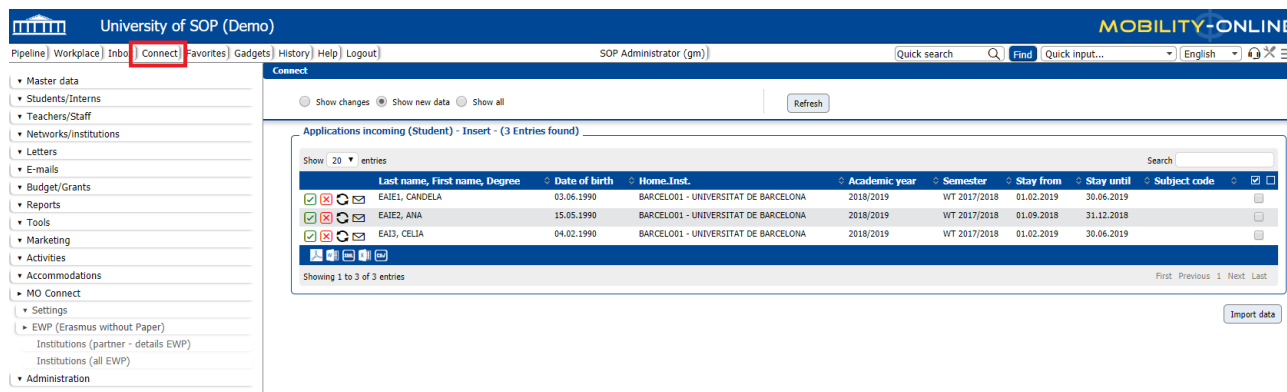 University of SOP (Demo)
MOBILITY-ONLINE
Pipeline Workplace Inbox Connect Favorites Gadgets History Help Logout SOP Administrator (gm) Quick search Find Quick input... English
Connect
Master data
Students/Interns
Teachers/Staff
Networks/institutions
Letters
E-mails
Budget/Grants
Reports
Tools
Marketing
Activities
Accommodations
MO Connect
Settings
EWP (Erasmus without Paper)
Institutions (partner - details EWP)
Institutions (all EWP)
Administration
Show changes Show new data Show all Refresh
Applications incoming (Student) - Insert - (3 Entries found)
Show 20 entries Search
Last name, First name, Degree Date of birth Home.Inst. Academic year Semester Stay from Stay until Subject code
EAIE1, CANDELA 03.06.1990 BARCELO01 - UNIVERSITAT DE BARCELONA 2018/2019 WT 2017/2018 01.02.2019 30.06.2019
EAIE2, ANA 15.05.1990 BARCELO01 - UNIVERSITAT DE BARCELONA 2018/2019 WT 2017/2018 01.09.2018 31.12.2018
EAI3, CELIA 04.02.1990 BARCELO01 - UNIVERSITAT DE BARCELONA 2018/2019 WT 2017/2018 01.02.2019 30.06.2019
Showing 1 to 3 of 3 entries First Previous 1 Next Last
Import data